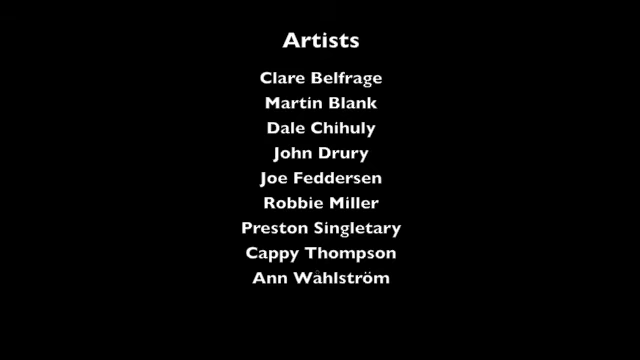 Artists
Clare Belfrage
Martin Blank
Dale Chihuly
John Drury
Joe Feddersen
Robbie Miller
Preston Singletary
Cappy Thompson
Ann Wåhlström